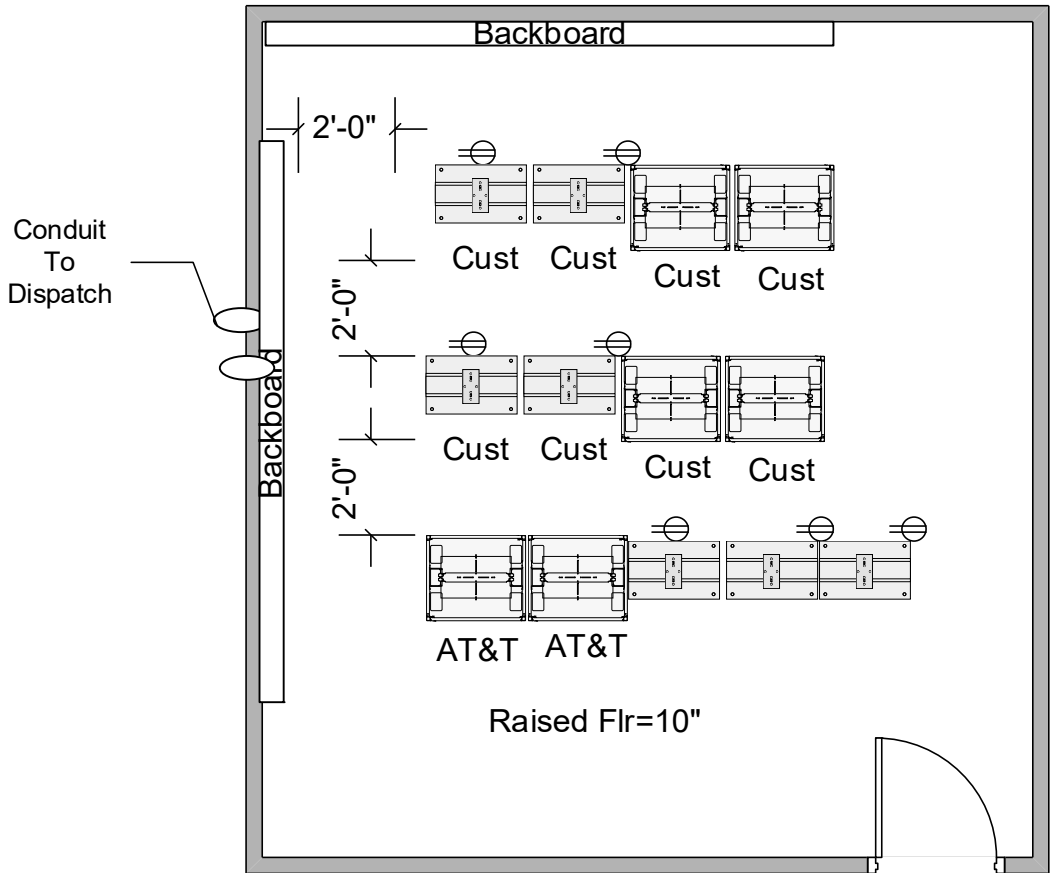 Backboard
2'-0"
Conduit
To
Dispatch
Cust Cust Cust Cust
2'-0"
Backboard
Cust Cust Cust Cust
2'-0"
AT&T AT&T
Raised Flr=10"